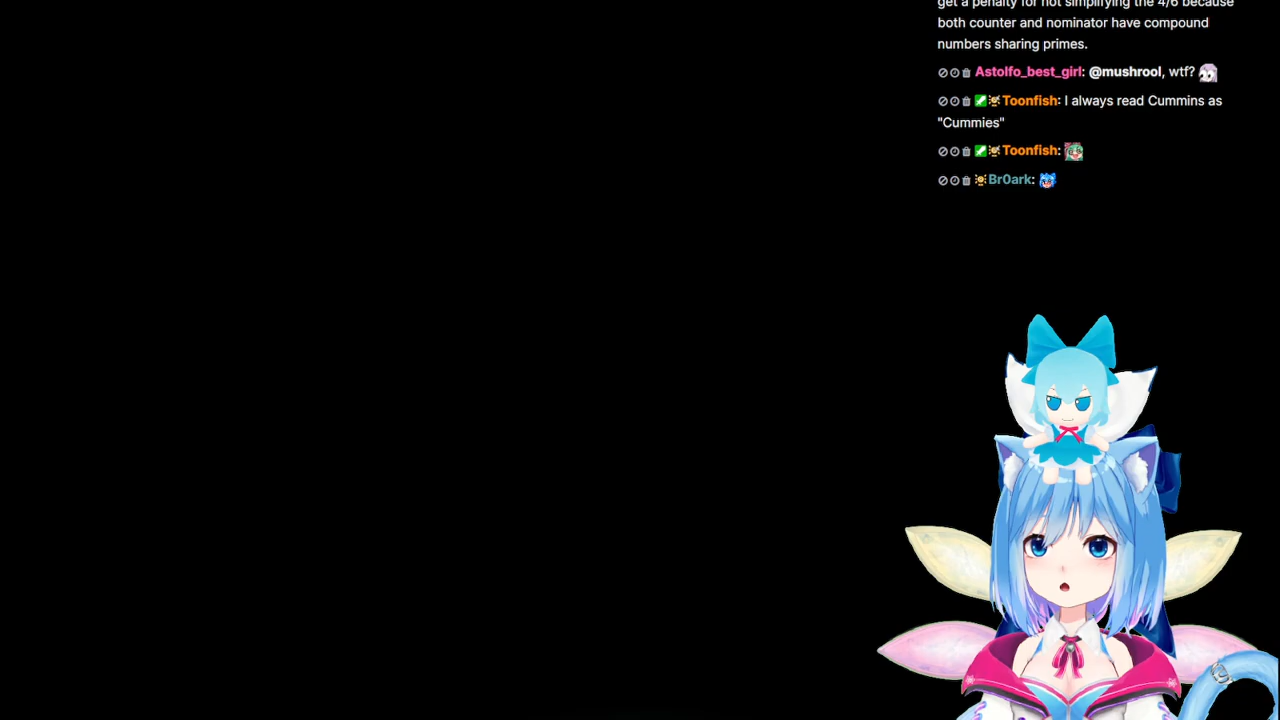 get a penalty for not simplifying the 4/6 because
both counter and nominator have compound
numbers sharing primes.
Astolfo_best_girl: @mushrool, wtf?
Toonfish: I always read Cummins as
"Cummies"
Toonfish:
Br0ark: